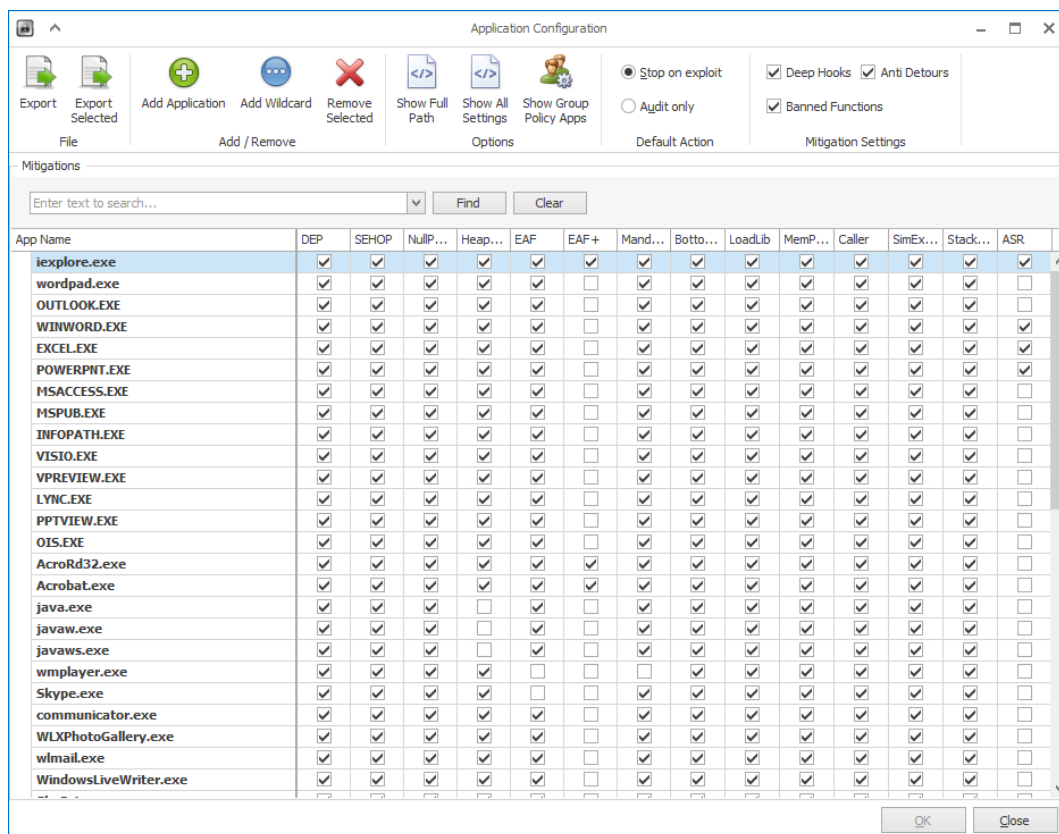 Application Configuration
Stop on exploit
Deep Hooks Anti Detours
Export Export Selected Add Application Add Wildcard Remove Selected Show Full Path Show All Settings Show Group Policy Apps
Audit only
Banned Functions
File Add / Remove Options Default Action Mitigation Settings
Mitigations
Enter text to search... Find Clear
App Name DEP SEHOP NullP... Heap... EAF EAF+ Mand... Botto... LoadLib MemP... Caller SimEx... Stack... ASR
iexplore.exe
wordpad.exe
OUTLOOK.EXE
WINWORD.EXE
EXCEL.EXE
POWERPNT.EXE
MSACCESS.EXE
MSPUB.EXE
INFOPATH.EXE
VISIO.EXE
VPREVIEW.EXE
LYNC.EXE
PPTVIEW.EXE
OIS.EXE
AcroRd32.exe
Acrobat.exe
java.exe
javaw.exe
javaws.exe
wmplayer.exe
Skype.exe
communicator.exe
WLXPhotoGallery.exe
wlmail.exe
WindowsLiveWriter.exe
OK Close